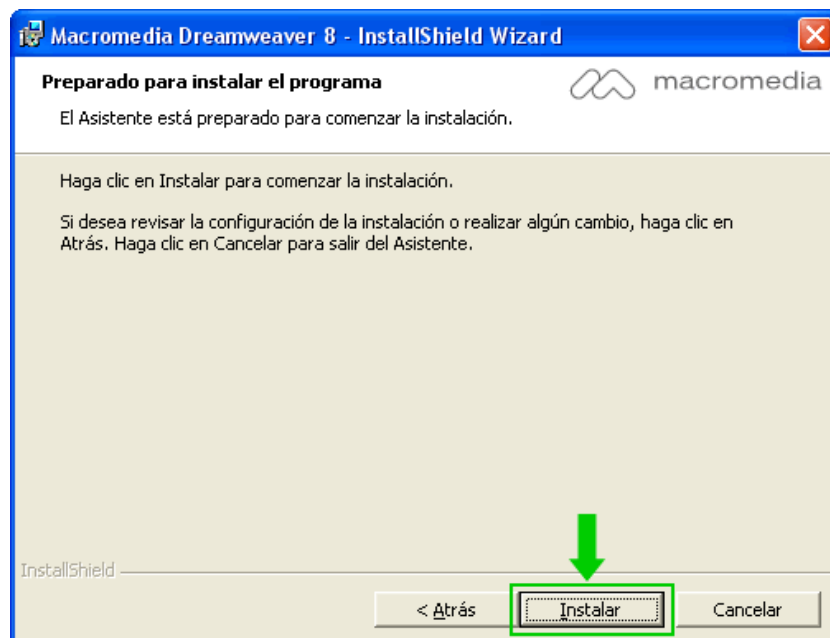 Macromedia Dreamweaver 8 - InstallShield Wizard
Preparado para instalar el programa
macromedia
El Asistente está preparado para comenzar la instalación.
Haga clic en Instalar para comenzar la instalación.
Si desea revisar la configuración de la instalación o realizar algún cambio, haga clic en
Atrás. Haga clic en Cancelar para salir del Asistente.
InstallShield
< Atrás
Instalar
Cancelar